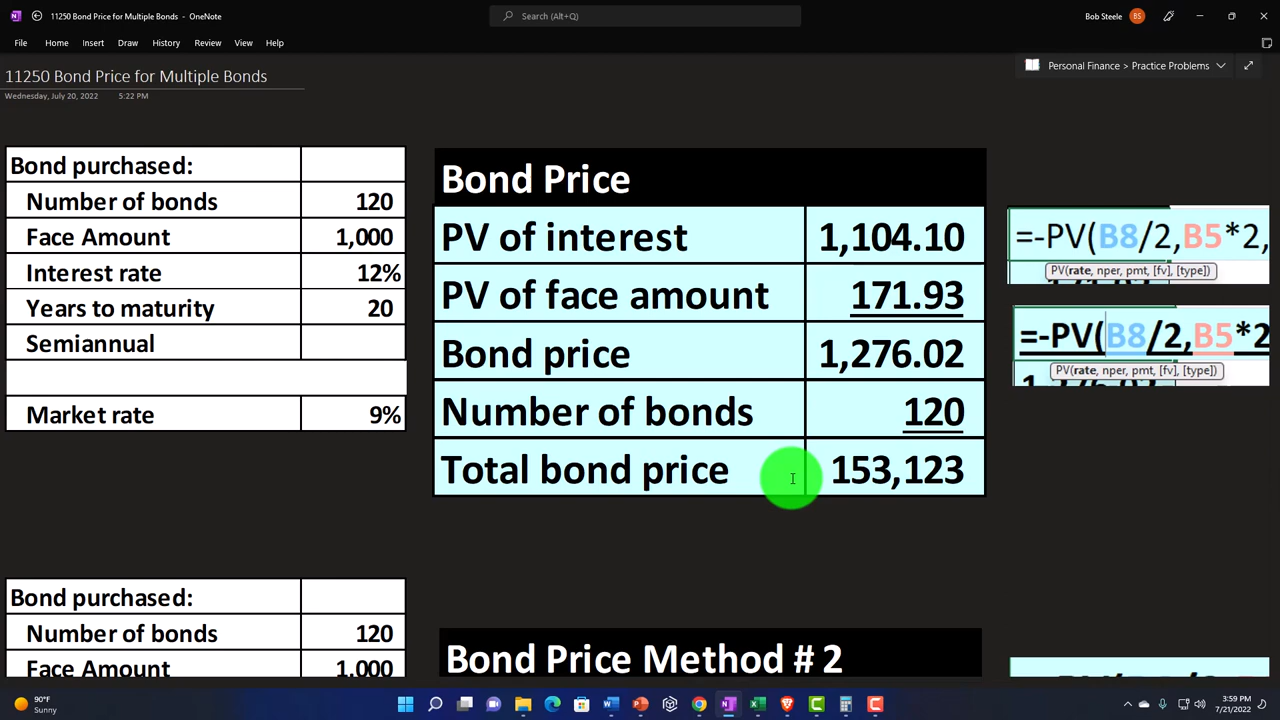 11250 Bond Price for Multiple Bonds - OneNote
Search (Alt+Q)
Bob Steele
BS
File Home Insert Draw History Review View Help
11250 Bond Price for Multiple Bonds
Wednesday, July 20, 2022 5:22 PM
Personal Finance > Practice Problems
Bond purchased:
Number of bonds 120
Face Amount 1,000
Interest rate 12%
Years to maturity 20
Semiannual
Market rate 9%
Bond Price
PV of interest 1,104.10
PV of face amount 171.93
Bond price 1,276.02
Number of bonds 120
Total bond price 153,123
=-PV(B8/2,B5*2,
PV(rate, nper, pmt, [fv], [type])
=-PV(B8/2,B5*2
PV(rate, nper, pmt, [fv], [type])
Bond purchased:
Number of bonds 120
Face Amount 1,000
Bond Price Method # 2
90°F
Sunny
3:59 PM
7/21/2022